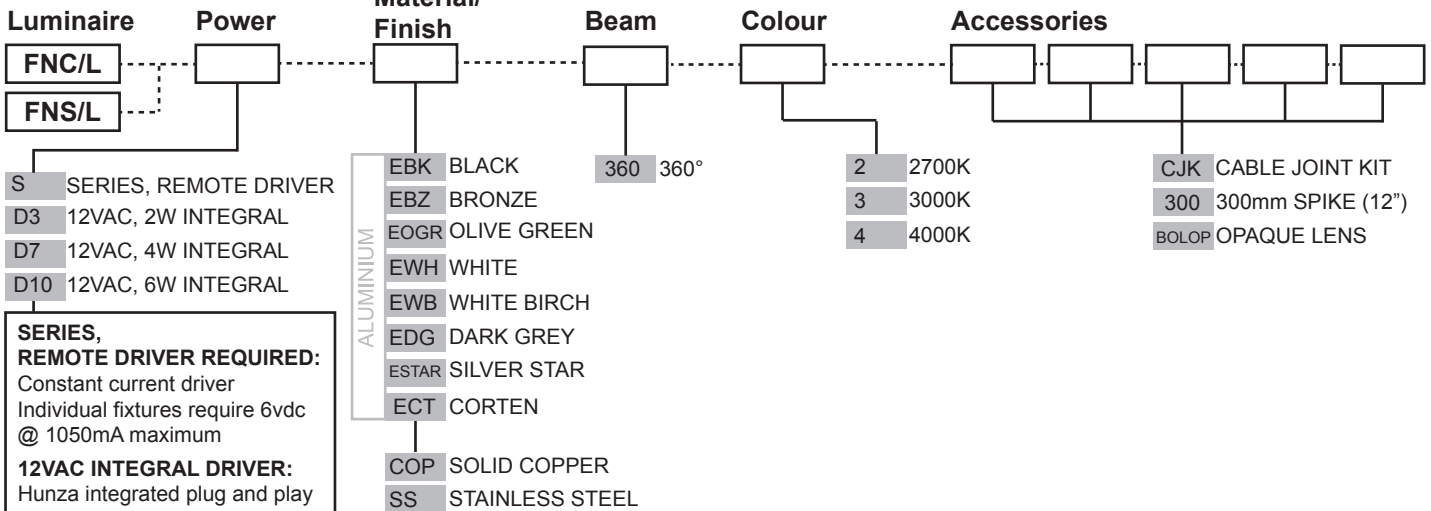 Luminaire Power Material/ Finish Beam Colour Accessories
FNC/L
FNS/L
S SERIES, REMOTE DRIVER
D3 12VAC, 2W INTEGRAL
D7 12VAC, 4W INTEGRAL
D10 12VAC, 6W INTEGRAL
SERIES,
REMOTE DRIVER REQUIRED:
Constant current driver
Individual fixtures require 6vdc
@ 1050mA maximum
12VAC INTEGRAL DRIVER:
Hunza integrated plug and play
ALUMINIUM
EBK BLACK
EBZ BRONZE
EOGR OLIVE GREEN
EWH WHITE
EWB WHITE BIRCH
EDG DARK GREY
ESTAR SILVER STAR
ECT CORTEN
COP SOLID COPPER
SS STAINLESS STEEL
360 360°
2 2700K
3 3000K
4 4000K
CJK CABLE JOINT KIT
300 300mm SPIKE (12”)
BOLOP OPAQUE LENS